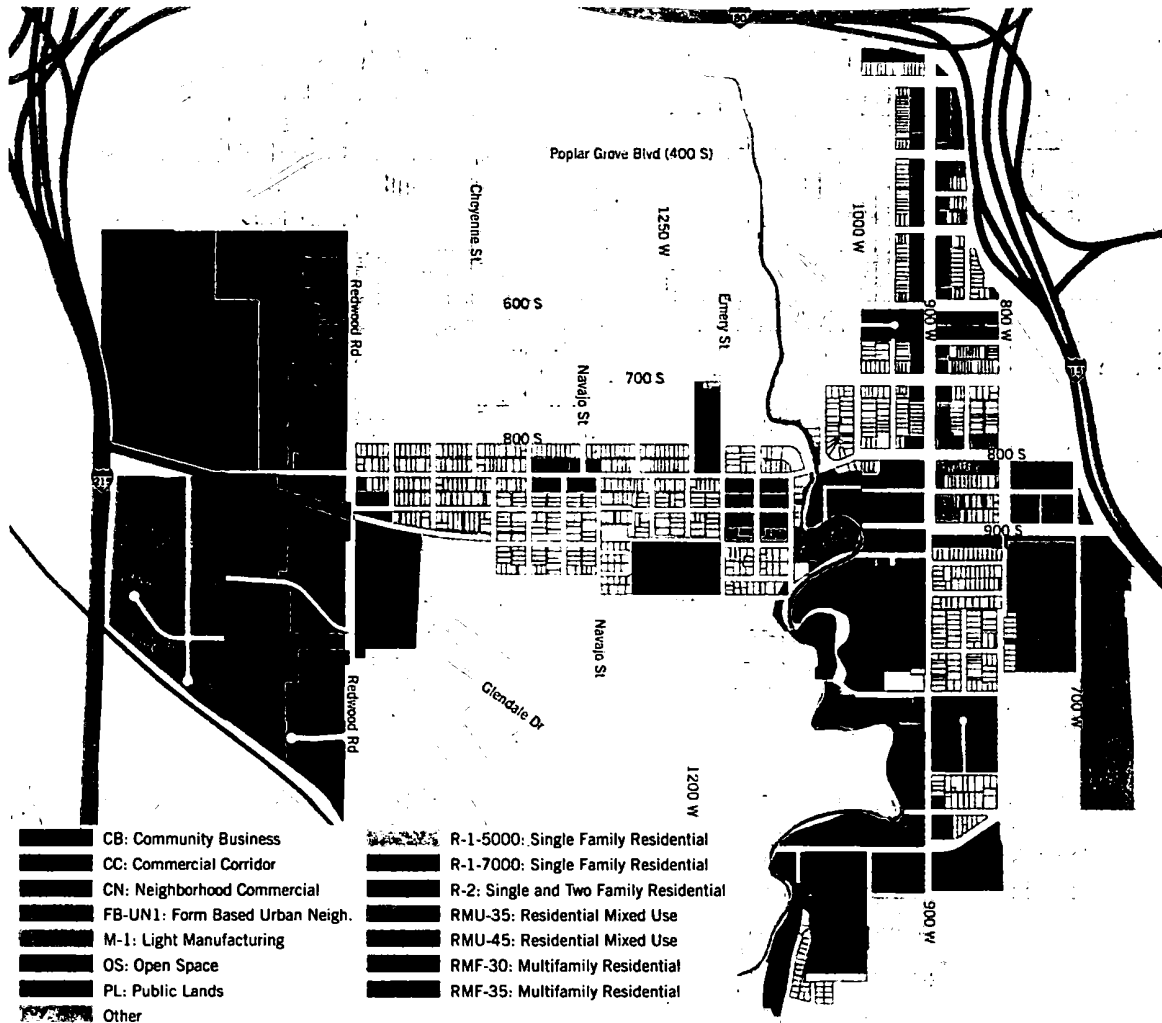 80
Poplar Grove Blvd (400 S)
Cheyenne St.
1250 W
1000 W
Redwood Rd
600 S
Emery St
900 W
800 W
700 S
Navajo St
15
800 S
800 S
215
900 S
Navajo St
Glendale Dr
Redwood Rd
700 W
1200 W
900 W
CB: Community Business
CC: Commercial Corridor
CN: Neighborhood Commercial
FB-UN1: Form Based Urban Neigh.
M-1: Light Manufacturing
OS: Open Space
PL: Public Lands
Other
R-1-5000: Single Family Residential
R-1-7000: Single Family Residential
R-2: Single and Two Family Residential
RMU-35: Residential Mixed Use
RMU-45: Residential Mixed Use
RMF-30: Multifamily Residential
RMF-35: Multifamily Residential